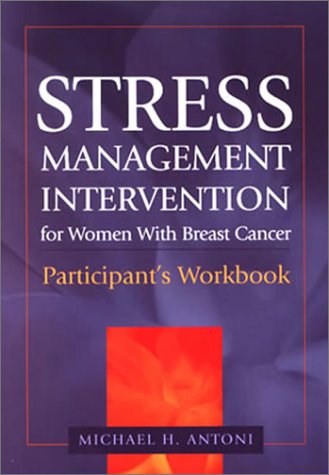 STRESS
MANAGEMENT
INTERVENTION
for Women With Breast Cancer
Participant's Workbook
MICHAEL H. ANTONI